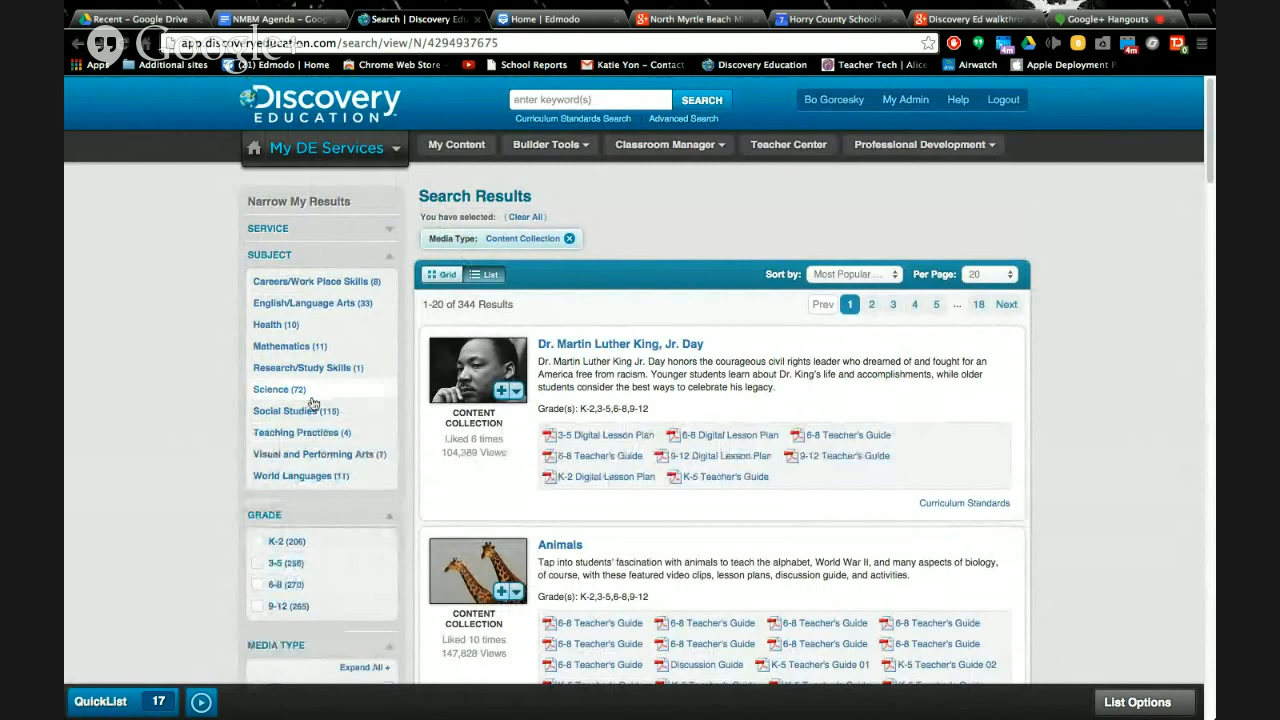 Recent – Google Drive
NMBM Agenda – Goog
Search | Discovery Edu
Home | Edmodo
North Myrtle Beach Mi
Horry County Schools
Discovery Ed walkthro
Google+ Hangouts
Google+
app.discoveryeducation.com/search/view/N/4294937675
Apps
Additional sites
(1) Edmodo | Home
Chrome Web Store -
School Reports
Katie Yon – Contact
Discovery Education
Teacher Tech | Alice
Airwatch
Apple Deployment P
Discovery
EDUCATION
enter keyword(s)
SEARCH
Curriculum Standards Search
Advanced Search
Bo Gorcesky
My Admin
Help
Logout
My DE Services
My Content
Builder Tools
Classroom Manager
Teacher Center
Professional Development
Narrow My Results
SERVICE
SUBJECT
Careers/Work Place Skills (8)
English/Language Arts (33)
Health (10)
Mathematics (11)
Research/Study Skills (1)
Science (72)
Social Studies (115)
Teaching Practices (4)
Visual and Performing Arts (7)
World Languages (11)
GRADE
K-2 (206)
3-5 (256)
6-8 (270)
9-12 (265)
MEDIA TYPE
Expand All +
Search Results
You have selected: (Clear All)
Media Type: Content Collection
Grid
List
Sort by: Most Popular ...
Per Page: 20
1-20 of 344 Results
Prev 1 2 3 4 5 ... 18 Next
Dr. Martin Luther King, Jr. Day
Dr. Martin Luther King Jr. Day honors the courageous civil rights leader who dreamed of and fought for an
America free from racism. Younger students learn about Dr. King's life and accomplishments, while older
students consider the best ways to celebrate his legacy.
Grade(s): K-2,3-5,6-8,9-12
CONTENT
COLLECTION
Liked 6 times
104,389 Views
3-5 Digital Lesson Plan
6-8 Digital Lesson Plan
6-8 Teacher's Guide
6-8 Teacher's Guide
9-12 Digital Lesson Plan
9-12 Teacher's Guide
K-2 Digital Lesson Plan
K-5 Teacher's Guide
Curriculum Standards
Animals
Tap into students' fascination with animals to teach the alphabet, World War II, and many aspects of biology,
of course, with these featured video clips, lesson plans, discussion guide, and activities.
Grade(s): K-2,3-5,6-8,9-12
CONTENT
COLLECTION
Liked 10 times
147,828 Views
6-8 Teacher's Guide
6-8 Teacher's Guide
6-8 Teacher's Guide
6-8 Teacher's Guide
6-8 Teacher's Guide
6-8 Teacher's Guide
6-8 Teacher's Guide
6-8 Teacher's Guide
6-8 Teacher's Guide
Discussion Guide
K-5 Teacher's Guide 01
K-5 Teacher's Guide 02
QuickList 17
List Options